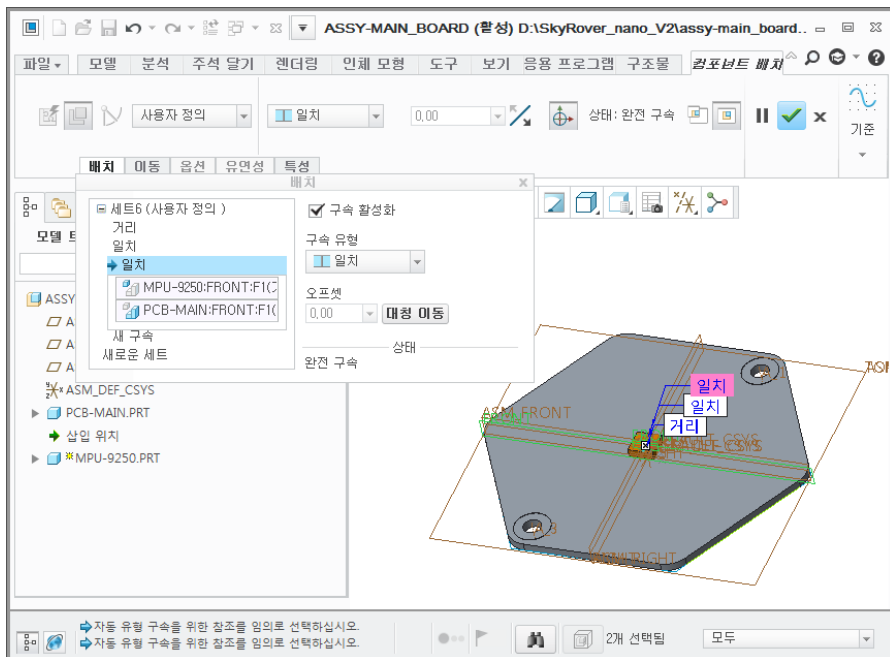 ASSY-MAIN_BOARD (활성) D:\SkyRover_nano_V2\assy-main_board..
파일 모델 분석 주석 달기 렌더링 인체 모형 도구 보기 응용 프로그램 구조물 컴포넌트 배치
사용자 정의 일치 0,00 상태: 완전 구속 기준
배치 이동 옵션 유연성 특성
배치
세트6 (사용자 정의 )
거리
일치
일치
MPU-9250:FRONT:F1(
PCB-MAIN:FRONT:F1(
새 구속
새로운 세트
구속 활성화
구속 유형
일치
오프셋
0,00 대칭 이동
상태
완전 구속
모델
ASSY
ASM_DEF_CSYS
PCB-MAIN.PRT
삽입 위치
MPU-9250.PRT
일치
일치
거리
ASM_FRONT
자동 유형 구속을 위한 참조를 임의로 선택하십시오.
자동 유형 구속을 위한 참조를 임의로 선택하십시오.
2개 선택됨 모두